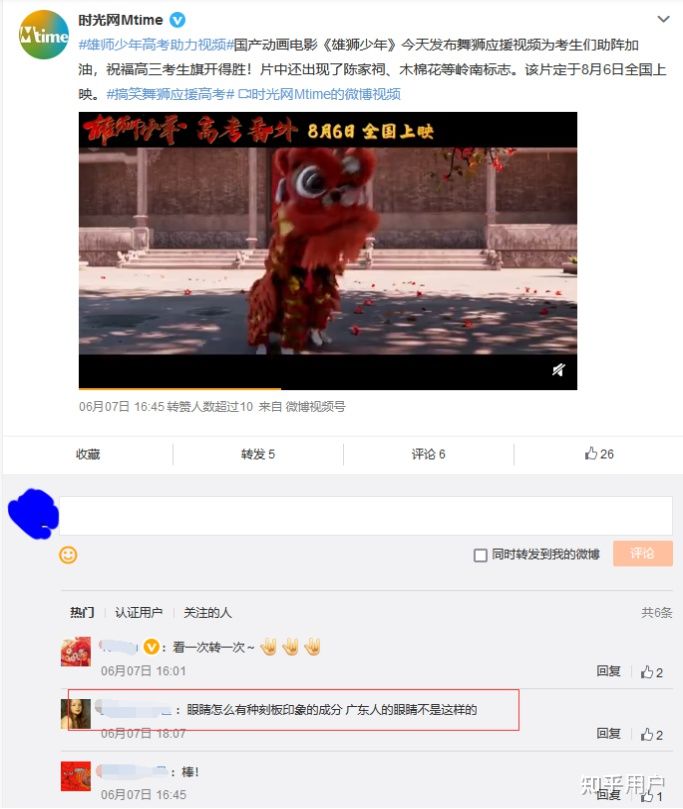 时光网Mtime
Mtime
#雄师少年高考助力视频#国产动画电影《雄狮少年》今天发布舞狮应援视频为考生们助阵加
油，祝福高三考生旗开得胜！片中还出现了陈家祠、木棉花等岭南标志。该片定于8月6日全国上
映。#搞笑舞狮应援高考# 时光网Mtime的微博视频
雄狮少年 高考番外 8月6日 全国上映
06月07日 16:45 转赞人数超过10 来自 微博视频号
收藏
转发 5
评论 6
26
同时转发到我的微博
评论
热门
认证用户
关注的人
共6条
：看一次转一次~
06月07日 16:01
回复
2
：眼睛怎么有种刻板印象的成分 广东人的眼睛不是这样的
06月07日 18:07
回复
2
：棒！
06月07日 16:45
回复
1
知乎用户